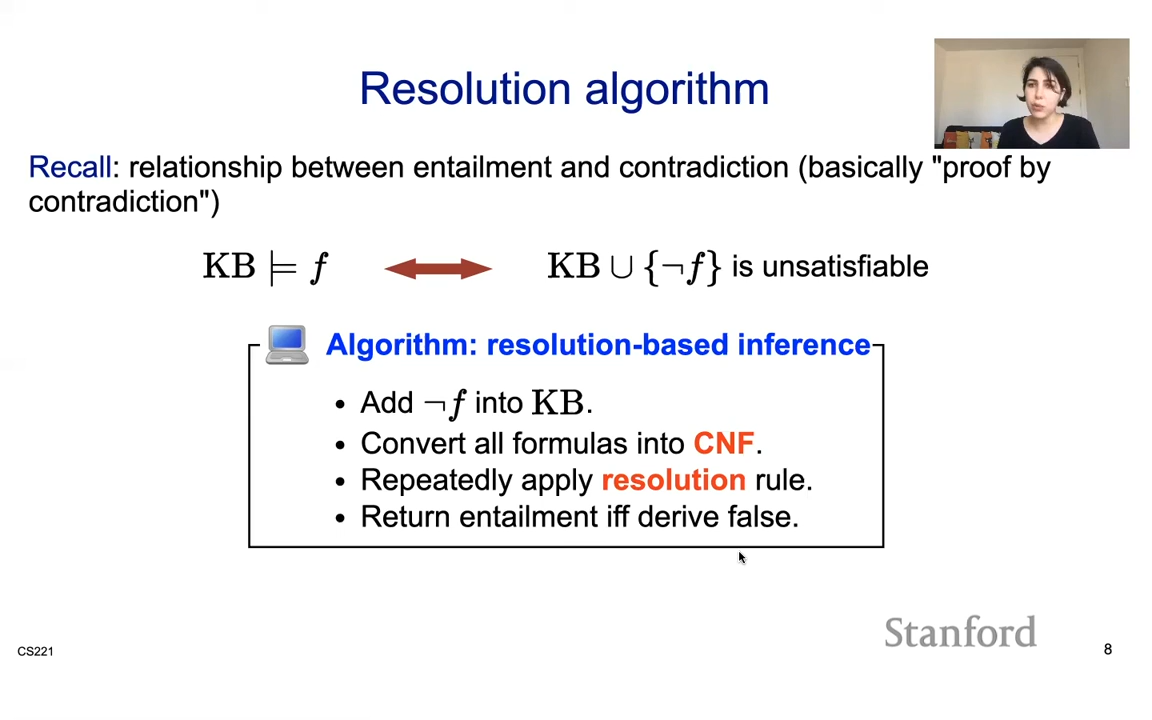 Resolution algorithm
Recall: relationship between entailment and contradiction (basically "proof by
contradiction")
KB ⊨ f KB ∪ {¬f} is unsatisfiable
Algorithm: resolution-based inference
• Add ¬f into KB.
• Convert all formulas into CNF.
• Repeatedly apply resolution rule.
• Return entailment iff derive false.
Stanford
CS221 8